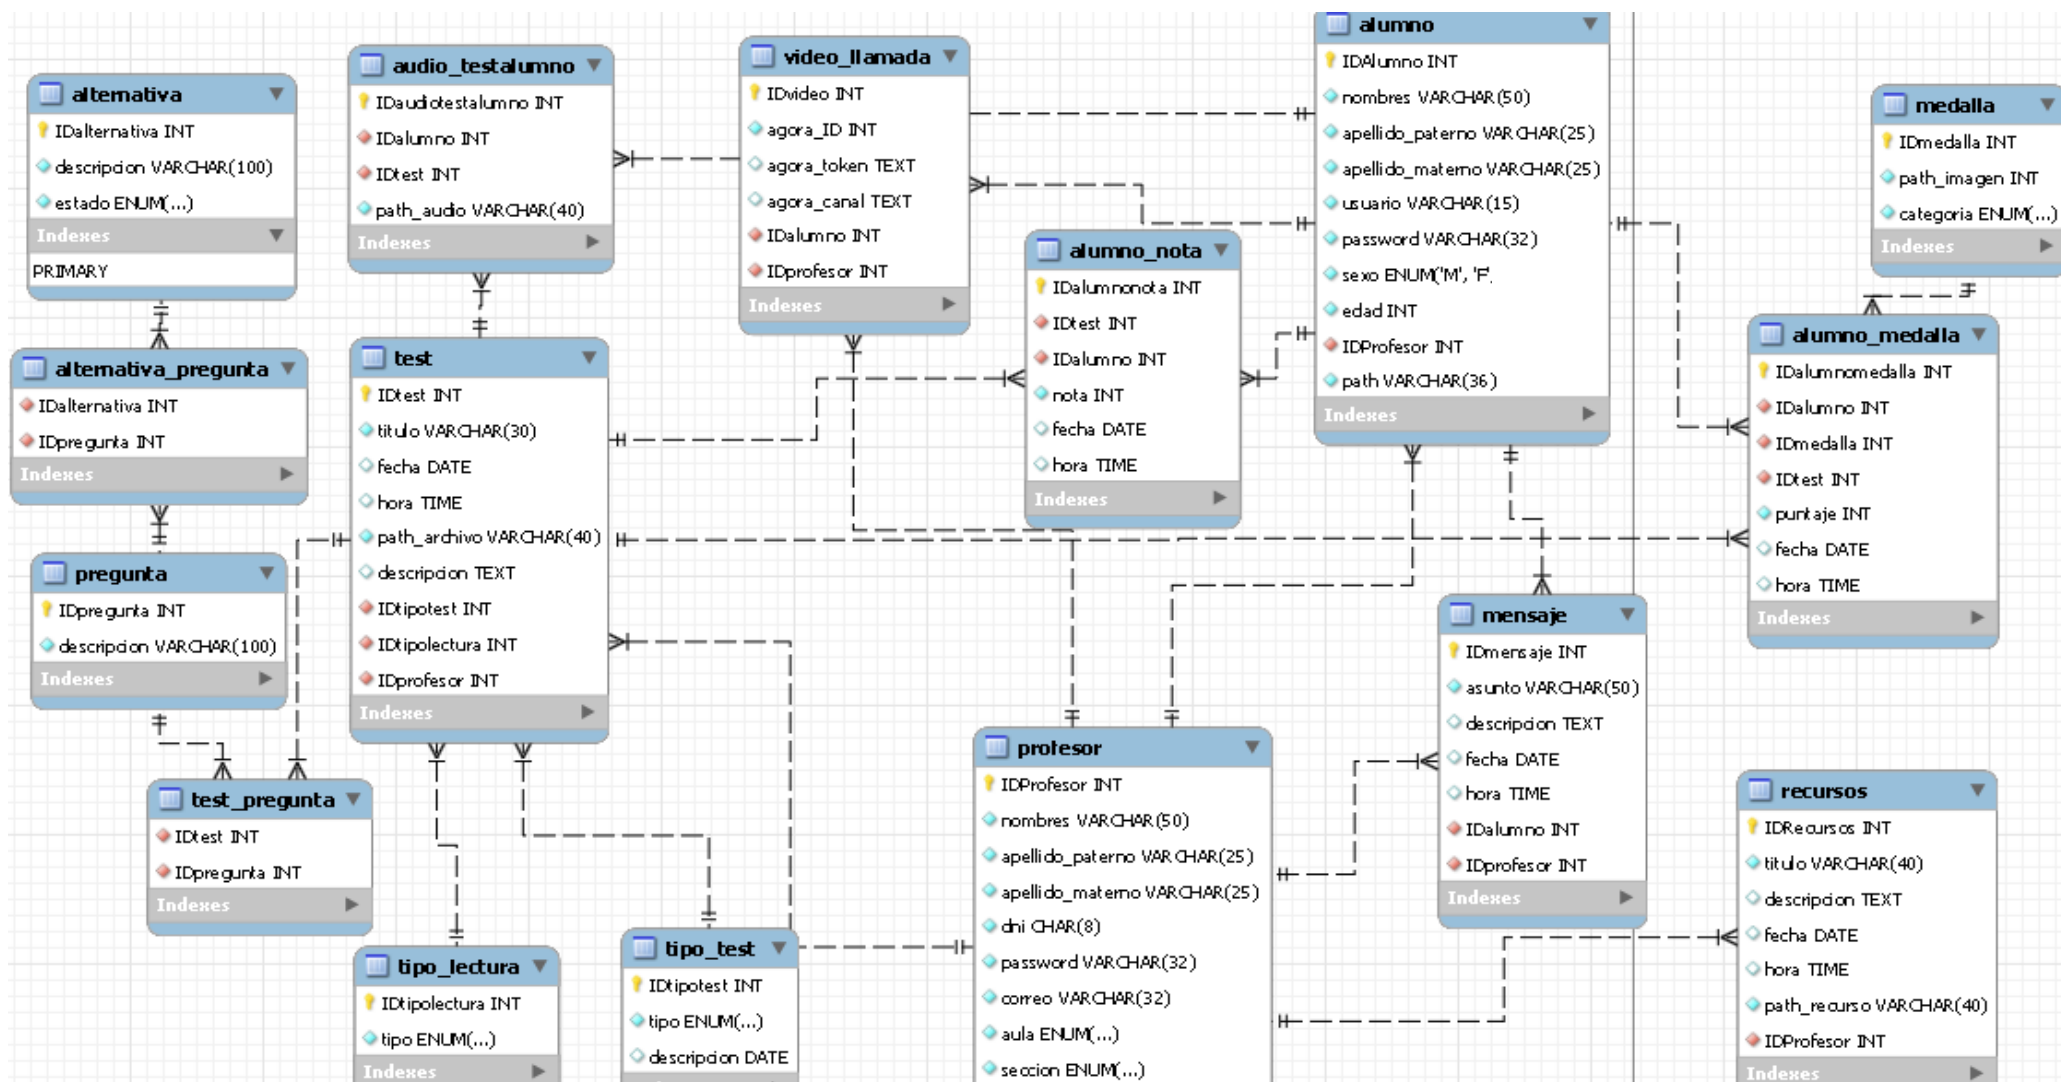 alternativa
IDalternativa INT
descripcion VARCHAR(100)
estado ENUM(...)
Indexes
PRIMARY
audio_testalumno
IDaudiotestalumno INT
IDalumno INT
IDtest INT
path_audio VARCHAR(40)
Indexes
video_llamada
IDvideo INT
agora_ID INT
agora_token TEXT
agora_canal TEXT
IDalumno INT
IDprofesor INT
Indexes
alumno
IDAlumno INT
nombres VARCHAR(50)
apellido_paterno VARCHAR(25)
apellido_materno VARCHAR(25)
usuario VARCHAR(15)
password VARCHAR(32)
sexo ENUM('M', 'F',
edad INT
IDProfesor INT
path VARCHAR(36)
Indexes
medalla
IDmedalla INT
path_imagen INT
categoria ENUM(...)
Indexes
alumno_nota
IDalumnonota INT
IDtest INT
IDalumno INT
nota INT
fecha DATE
hora TIME
Indexes
alternativa_pregunta
IDalternativa INT
IDpregunta INT
Indexes
test
IDtest INT
titulo VARCHAR(30)
fecha DATE
hora TIME
path_archivo VARCHAR(40)
descripcion TEXT
IDtipotest INT
IDtipolectura INT
IDprofesor INT
Indexes
alumno_medalla
IDalumnomedalla INT
IDalumno INT
IDmedalla INT
IDtest INT
puntaje INT
fecha DATE
hora TIME
Indexes
pregunta
IDpregunta INT
descripcion VARCHAR(100)
Indexes
mensaje
IDmensaje INT
asunto VARCHAR(50)
descripcion TEXT
fecha DATE
hora TIME
IDalumno INT
IDprofesor INT
Indexes
test_pregunta
IDtest INT
IDpregunta INT
Indexes
profesor
IDProfesor INT
nombres VARCHAR(50)
apellido_paterno VARCHAR(25)
apellido_materno VARCHAR(25)
dni CHAR(8)
password VARCHAR(32)
correo VARCHAR(32)
aula ENUM(...)
seccion ENUM(...)
recursos
IDRecursos INT
titulo VARCHAR(40)
descripcion TEXT
fecha DATE
hora TIME
path_recurso VARCHAR(40)
IDProfesor INT
Indexes
tipo_lectura
IDtipolectura INT
tipo ENUM(...)
Indexes
tipo_test
IDtipotest INT
tipo ENUM(...)
descripcion DATE